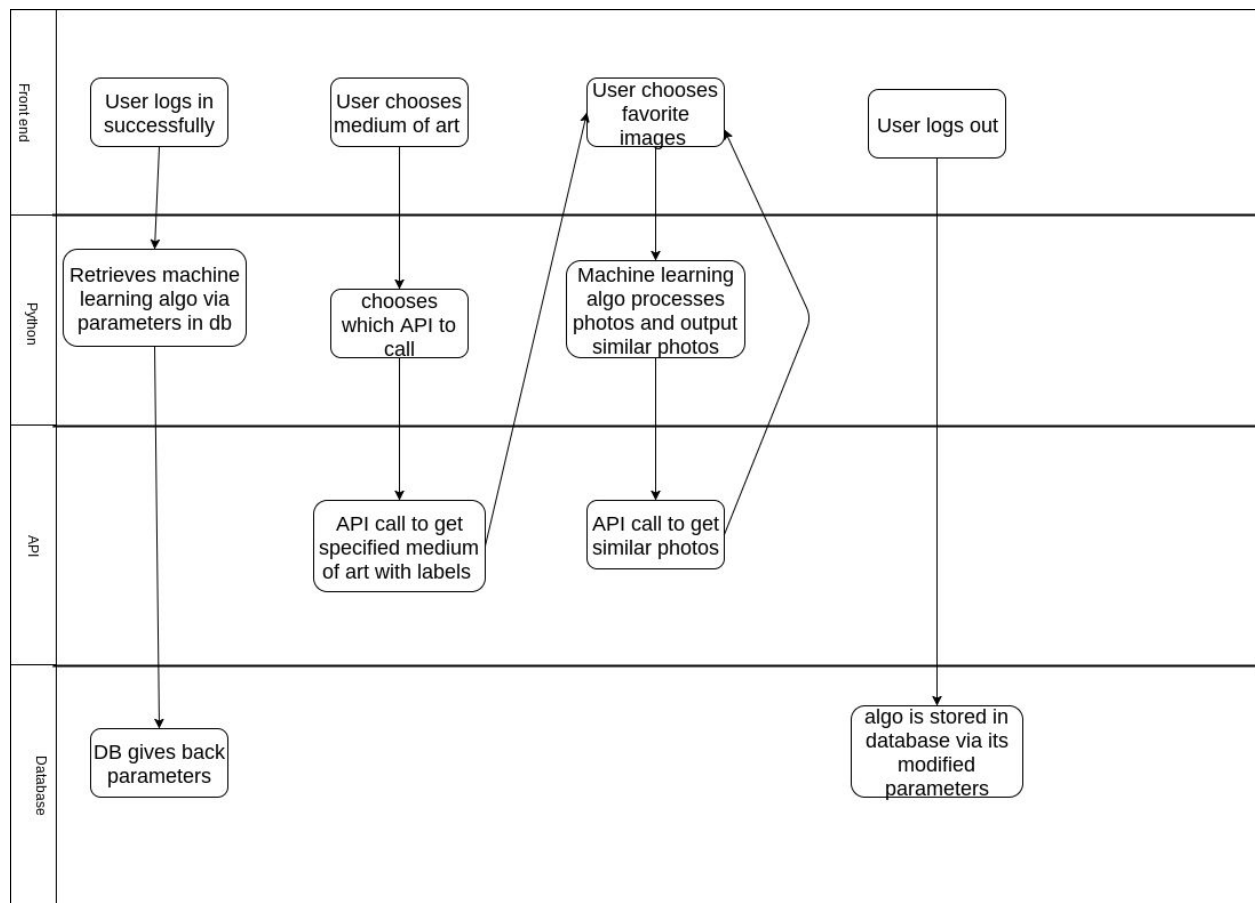 Front end
User logs in
successfully
User chooses
medium of art
User chooses
favorite
images
User logs out
Python
Retrieves machine
learning algo via
parameters in db
chooses
which API to
call
Machine learning
algo processes
photos and output
similar photos
API
API call to get
specified medium
of art with labels
API call to get
similar photos
Database
DB gives back
parameters
algo is stored in
database via its
modified
parameters